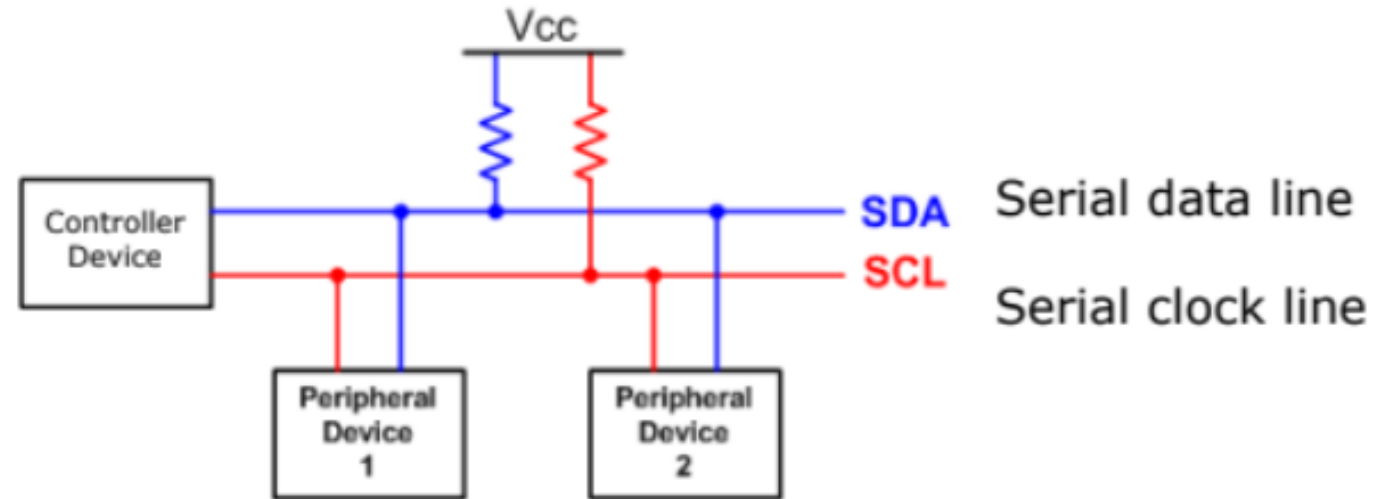 Vcc
Controller
Device
SDA
Serial data line
SCL
Serial clock line
Peripheral
Device
1
Peripheral
Device
2